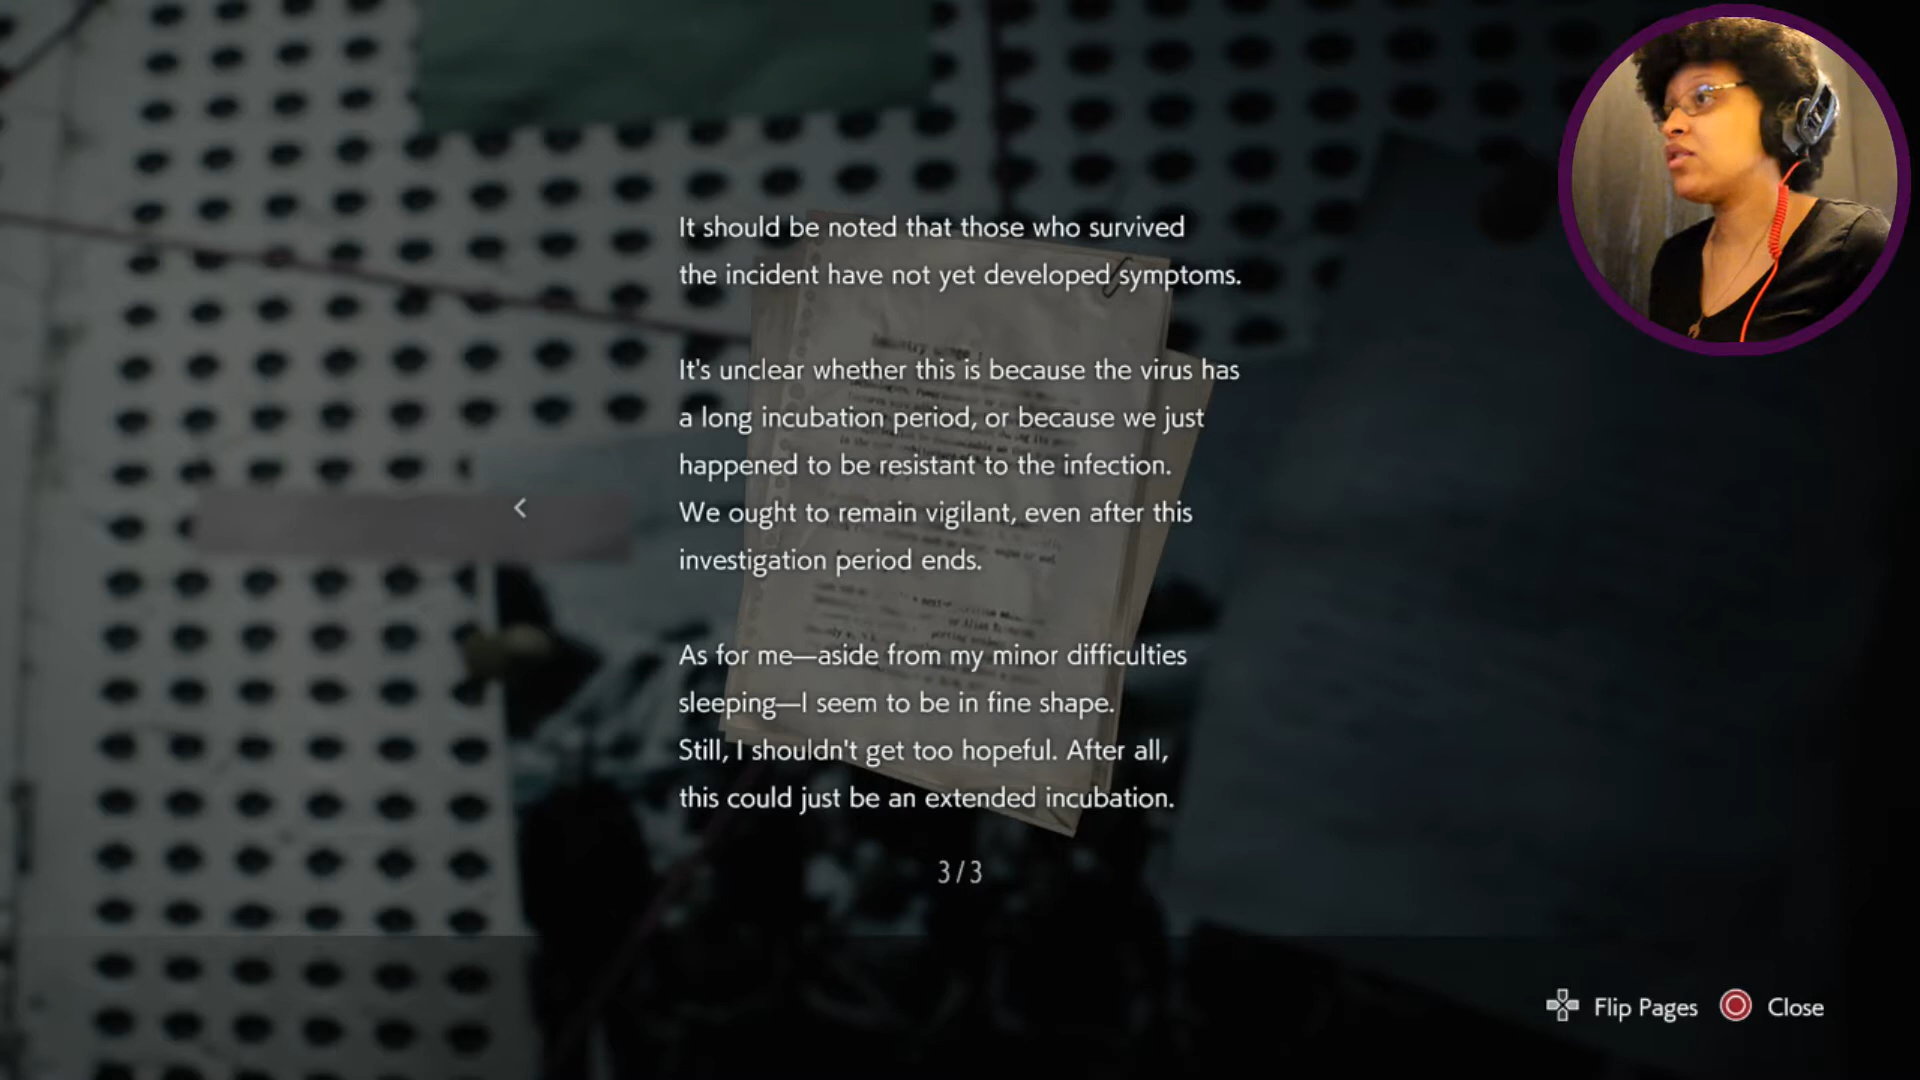 It should be noted that those who survived
the incident have not yet developed symptoms.
It's unclear whether this is because the virus has
a long incubation period, or because we just
happened to be resistant to the infection.
We ought to remain vigilant, even after this
investigation period ends.
As for me—aside from my minor difficulties
sleeping—I seem to be in fine shape.
Still, I shouldn't get too hopeful. After all,
this could just be an extended incubation.
3/3
Flip Pages
Close